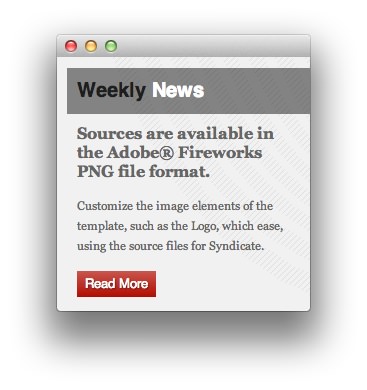 Weekly News
Sources are available in
the Adobe® Fireworks
PNG file format.
Customize the image elements of the
template, such as the Logo, which ease,
using the source files for Syndicate.
Read More